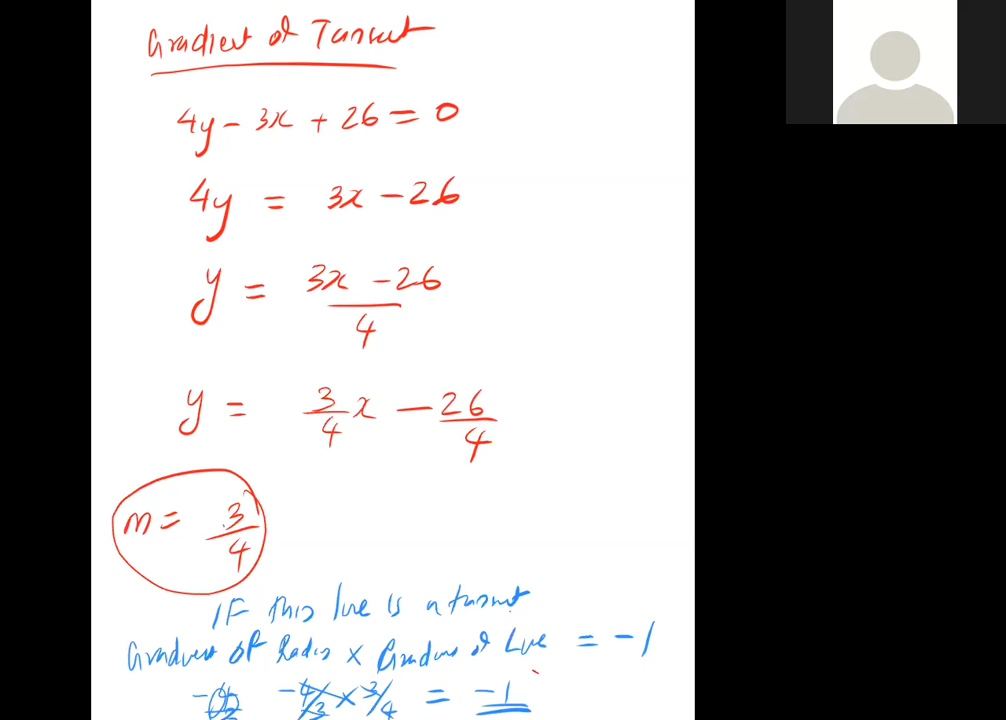 Gradient of Tangent
4y - 3x + 26 = 0
4y = 3x - 26
y = 3x - 26 / 4
y = 3/4 x - 26/4
m = 3/4
IF This line is a tangent
Gradient of Radius x Gradient of Line = -1
-4/3 x 3/4 = -1